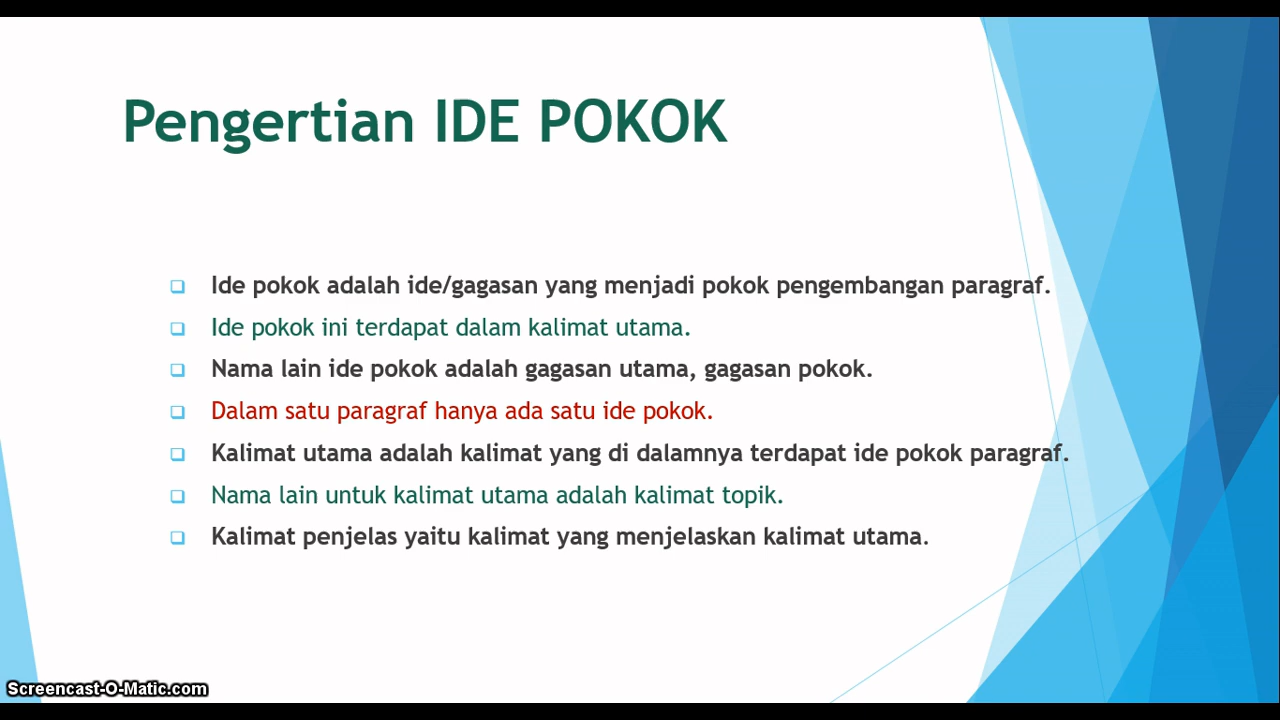 Pengertian IDE POKOK
Ide pokok adalah ide/gagasan yang menjadi pokok pengembangan paragraf.
Ide pokok ini terdapat dalam kalimat utama.
Nama lain ide pokok adalah gagasan utama, gagasan pokok.
Dalam satu paragraf hanya ada satu ide pokok.
Kalimat utama adalah kalimat yang di dalamnya terdapat ide pokok paragraf.
Nama lain untuk kalimat utama adalah kalimat topik.
Kalimat penjelas yaitu kalimat yang menjelaskan kalimat utama.
Screencast-O-Matic.com